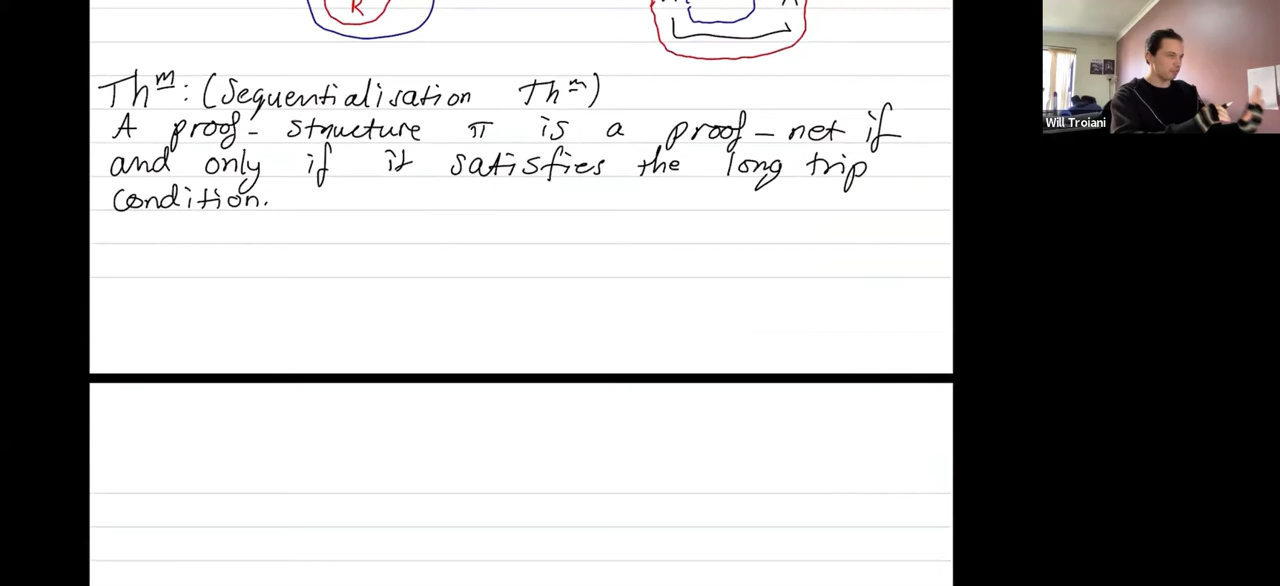 R
Thᵐ: (Sequentialisation Thᵐ)
A proof-structure π is a proof-net if
and only if it satisfies the long trip
condition.
Will Troiani